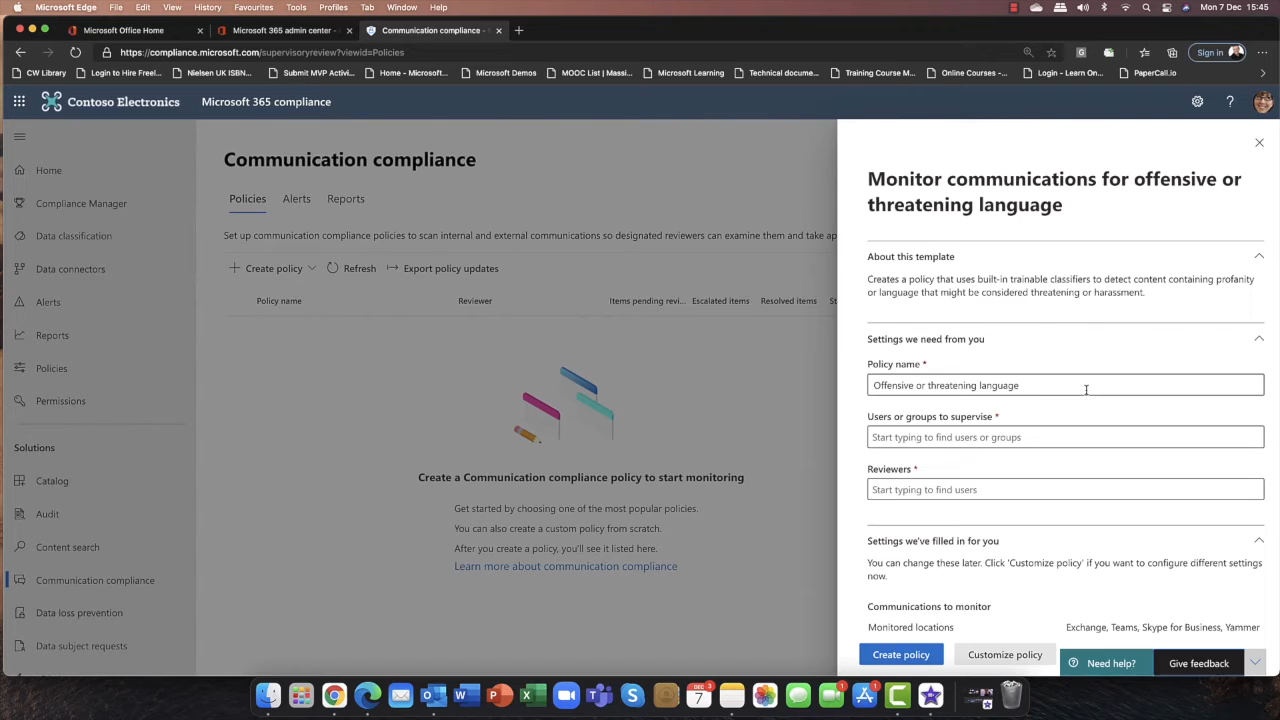 Microsoft Edge File Edit View History Favourites Tools Profiles Tab Window Help Mon 7 Dec 15:45
Microsoft Office Home Microsoft 365 admin center - Communication compliance -
https://compliance.microsoft.com/supervisoryreview?viewid=Policies Sign in
CW Library Login to Hire Freel... Nielsen UK ISBN... Submit MVP Activi... Home - Microsoft... Microsoft Demos MOOC List | Massi... Microsoft Learning Technical docume... Training Course M... Online Courses -... Login - Learn On... PaperCall.io
Contoso Electronics Microsoft 365 compliance
Home
Compliance Manager
Data classification
Data connectors
Alerts
Reports
Policies
Permissions
Solutions
Catalog
Audit
Content search
Communication compliance
Data loss prevention
Data subject requests
Communication compliance
Policies Alerts Reports
Set up communication compliance policies to scan internal and external communications so designated reviewers can examine them and take ap
Create policy Refresh Export policy updates
Policy name Reviewer Items pending revi... Escalated items Resolved items St
Create a Communication compliance policy to start monitoring
Get started by choosing one of the most popular policies.
You can also create a custom policy from scratch.
After you create a policy, you'll see it listed here.
Learn more about communication compliance
Monitor communications for offensive or
threatening language
About this template
Creates a policy that uses built-in trainable classifiers to detect content containing profanity
or language that might be considered threatening or harassment.
Settings we need from you
Policy name *
Offensive or threatening language
Users or groups to supervise *
Start typing to find users or groups
Reviewers *
Start typing to find users
Settings we've filled in for you
You can change these later. Click 'Customize policy' if you want to configure different settings
now.
Communications to monitor
Monitored locations Exchange, Teams, Skype for Business, Yammer
Create policy Customize policy Need help? Give feedback